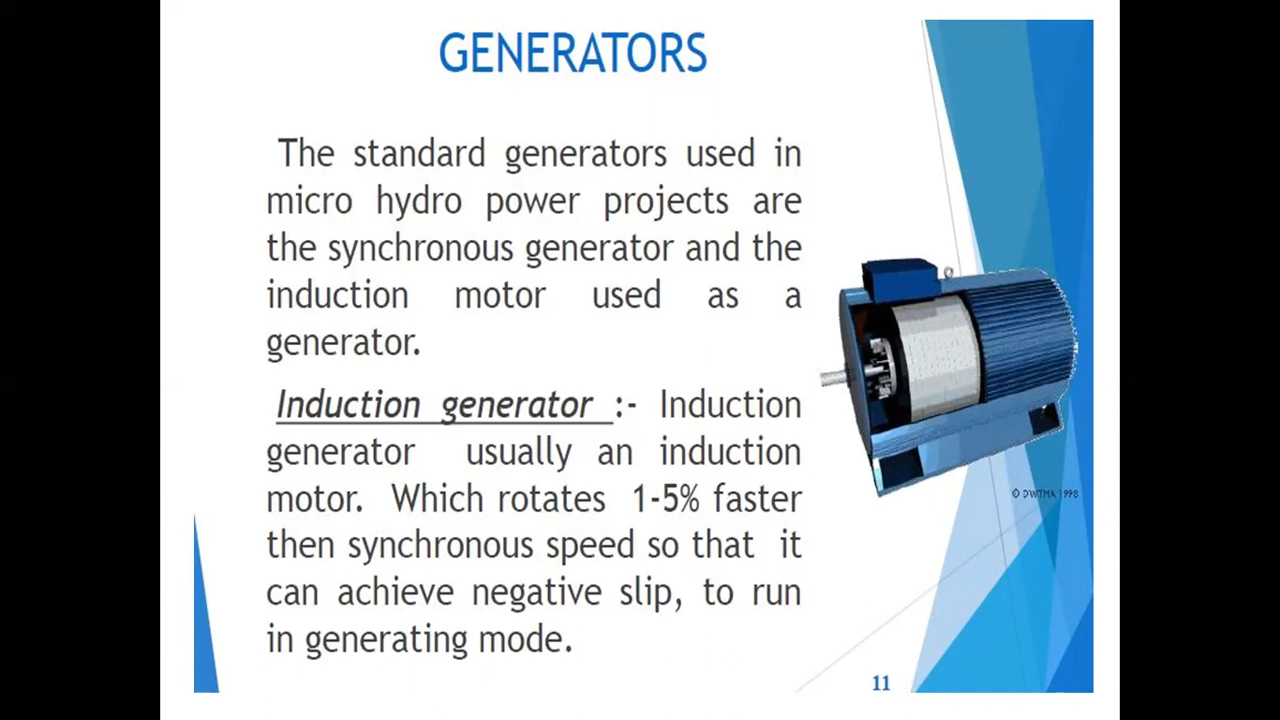 GENERATORS
The standard generators used in
micro hydro power projects are
the synchronous generator and the
induction motor used as a
generator.
Induction generator :- Induction
generator usually an induction
motor. Which rotates 1-5% faster
then synchronous speed so that it
can achieve negative slip, to run
in generating mode.
© DWTMA 1998
11